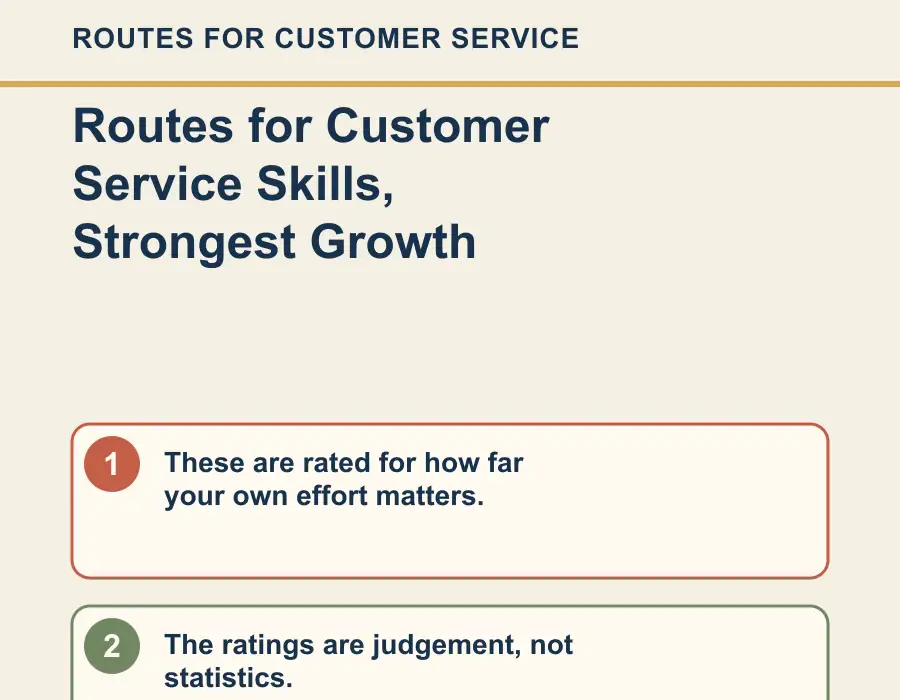 ROUTES FOR CUSTOMER SERVICE
Routes for Customer
Service Skills,
Strongest Growth
1
These are rated for how far
your own effort matters.
2
The ratings are judgement, not
statistics.